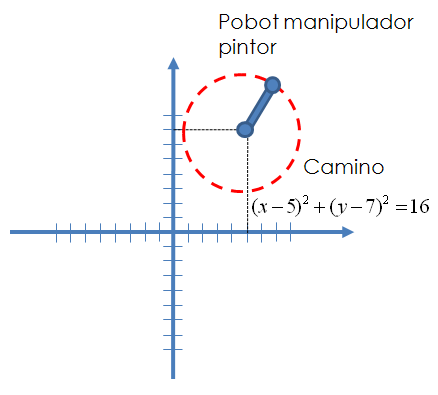 Pobot manipulador
pintor
Camino
(x−5)² + (y−7)² =16